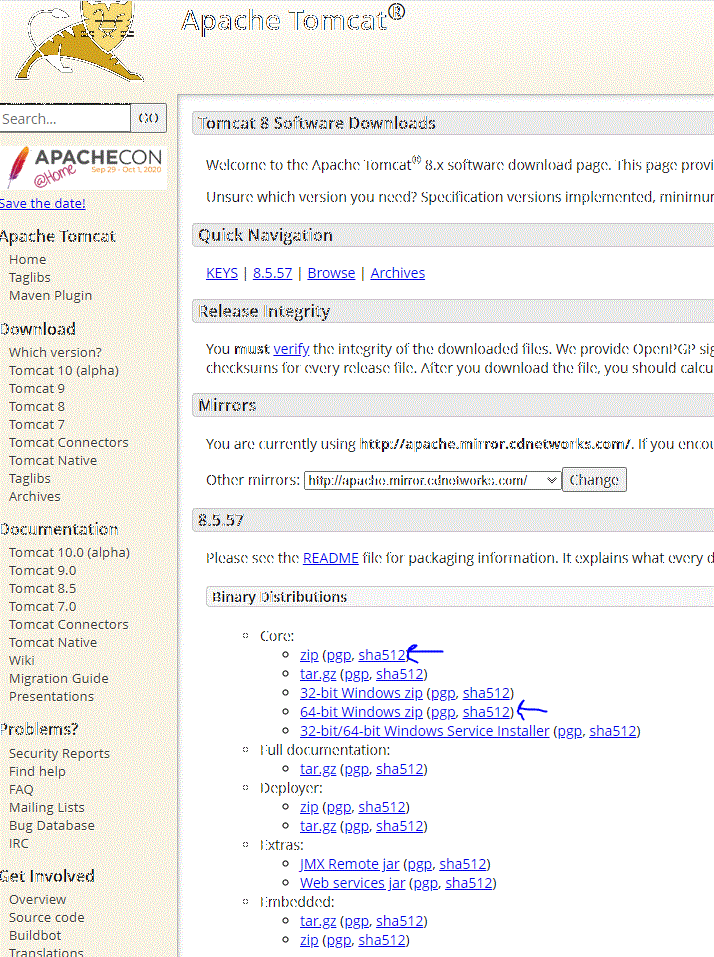 Apache Tomcat®
Search...
GO
APACHECON
@Home
Sep 29 - Oct 1, 2020
Save the date!
Apache Tomcat
Home
Taglibs
Maven Plugin
Download
Which version?
Tomcat 10 (alpha)
Tomcat 9
Tomcat 8
Tomcat 7
Tomcat Connectors
Tomcat Native
Taglibs
Archives
Documentation
Tomcat 10.0 (alpha)
Tomcat 9.0
Tomcat 8.5
Tomcat 7.0
Tomcat Connectors
Tomcat Native
Wiki
Migration Guide
Presentations
Problems?
Security Reports
Find help
FAQ
Mailing Lists
Bug Database
IRC
Get Involved
Overview
Source code
Buildbot
Translations
Tomcat 8 Software Downloads
Welcome to the Apache Tomcat® 8.x software download page. This page provi
Unsure which version you need? Specification versions implemented, minimum
Quick Navigation
KEYS | 8.5.57 | Browse | Archives
Release Integrity
You must verify the integrity of the downloaded files. We provide OpenPGP sig
checksums for every release file. After you download the file, you should calcu
Mirrors
You are currently using http://apache.mirror.cdnetworks.com/. If you encou
Other mirrors: http://apache.mirror.cdnetworks.com/ Change
8.5.57
Please see the README file for packaging information. It explains what every d
Binary Distributions
Core:
zip (pgp, sha512)
tar.gz (pgp, sha512)
32-bit Windows zip (pgp, sha512)
64-bit Windows zip (pgp, sha512)
32-bit/64-bit Windows Service Installer (pgp, sha512)
Full documentation:
tar.gz (pgp, sha512)
Deployer:
zip (pgp, sha512)
tar.gz (pgp, sha512)
Extras:
JMX Remote jar (pgp, sha512)
Web services jar (pgp, sha512)
Embedded:
tar.gz (pgp, sha512)
zip (pgp, sha512)